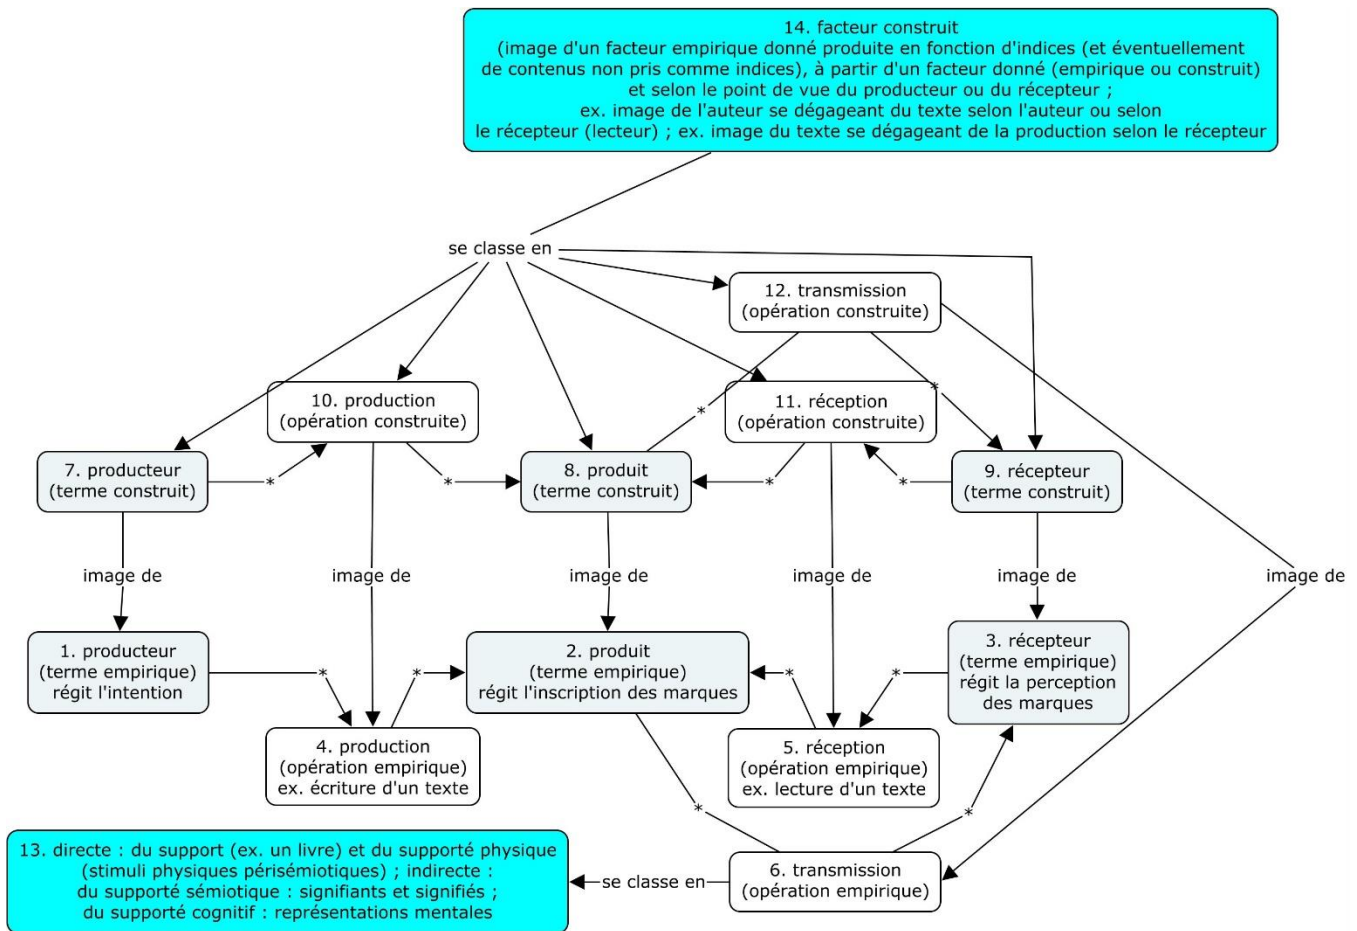 14. facteur construit
(image d'un facteur empirique donné produite en fonction d'indices (et éventuellement
de contenus non pris comme indices), à partir d'un facteur donné (empirique ou construit)
et selon le point de vue du producteur ou du récepteur ;
ex. image de l'auteur se dégageant du texte selon l'auteur ou selon
le récepteur (lecteur) ; ex. image du texte se dégageant de la production selon le récepteur
se classe en
12. transmission
(opération construite)
10. production
(opération construite)
*
11. réception
(opération construite)
*
7. producteur
(terme construit)
*
*
8. produit
(terme construit)
*
*
9. récepteur
(terme construit)
image de
image de
image de
image de
image de
image de
1. producteur
(terme empirique)
régit l'intention
*
*
2. produit
(terme empirique)
régit l'inscription des marques
*
*
3. récepteur
(terme empirique)
régit la perception
des marques
4. production
(opération empirique)
ex. écriture d'un texte
5. réception
(opération empirique)
ex. lecture d'un texte
*
*
13. directe : du support (ex. un livre) et du supporté physique
(stimuli physiques périsémiotiques) ; indirecte :
du supporté sémiotique : signifiants et signifiés ;
du supporté cognitif : représentations mentales
se classe en
6. transmission
(opération empirique)